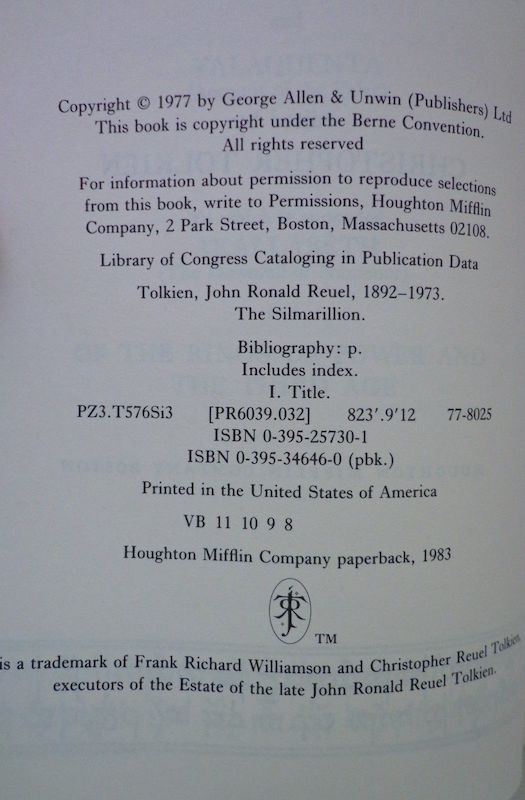 Copyright © 1977 by George Allen & Unwin (Publishers) Ltd
This book is copyright under the Berne Convention.
All rights reserved
For information about permission to reproduce selections
from this book, write to Permissions, Houghton Mifflin
Company, 2 Park Street, Boston, Massachusetts 02108.
Library of Congress Cataloging in Publication Data
Tolkien, John Ronald Reuel, 1892–1973.
The Silmarillion.
Bibliography: p.
Includes index.
I. Title.
PZ3.T576Si3 [PR6039.032] 823'.9'12 77-8025
ISBN 0-395-25730-1
ISBN 0-395-34646-0 (pbk.)
Printed in the United States of America
VB 11 10 9 8
Houghton Mifflin Company paperback, 1983
TM
is a trademark of Frank Richard Williamson and Christopher Reuel Tolkien,
executors of the Estate of the late John Ronald Reuel Tolkien.